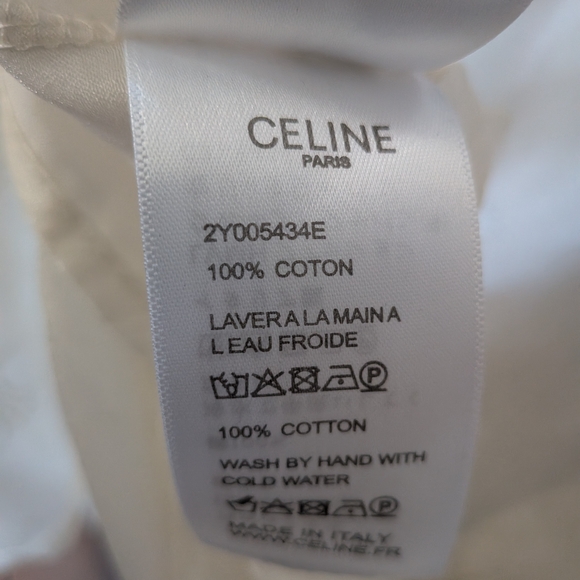 CELINE
PARIS
2Y005434E
100% COTON
LAVER A LA MAIN A
L EAU FROIDE
100% COTTON
WASH BY HAND WITH
COLD WATER
MADE IN ITALY
WWW.CELINE.FR